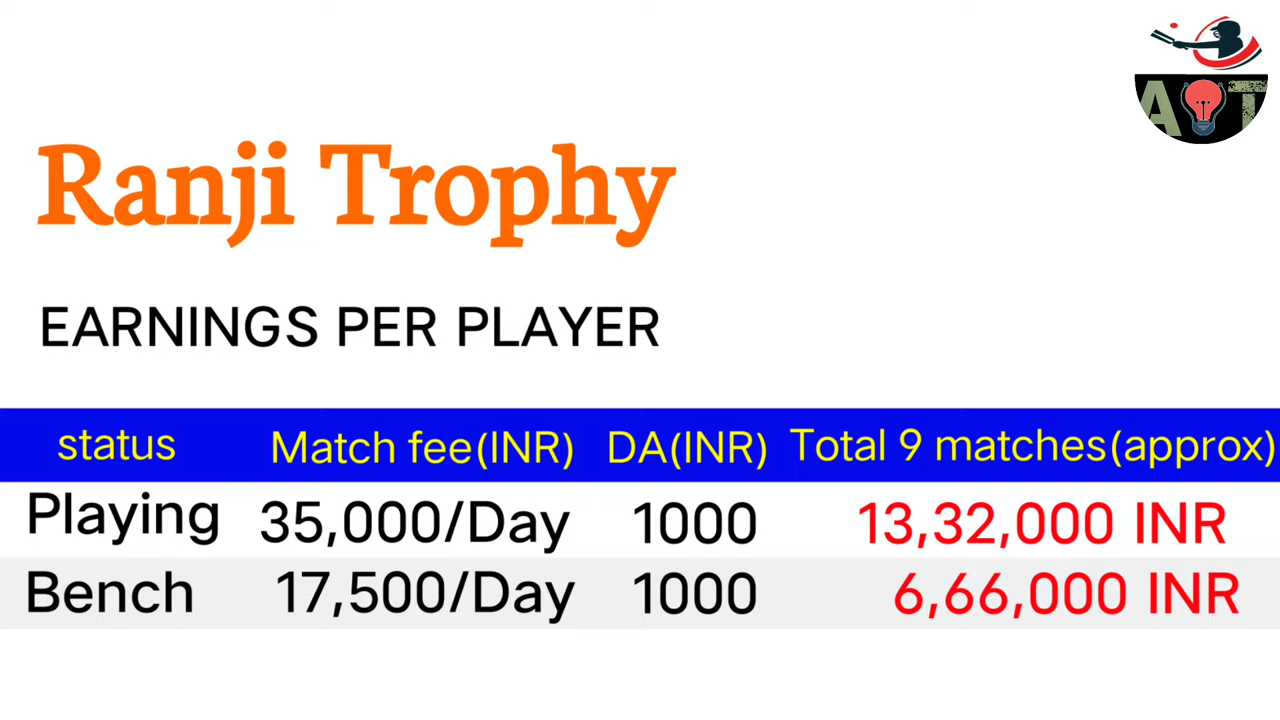 A T
Ranji Trophy
EARNINGS PER PLAYER
status Match fee(INR) DA(INR) Total 9 matches(approx)
Playing 35,000/Day 1000 13,32,000 INR
Bench 17,500/Day 1000 6,66,000 INR